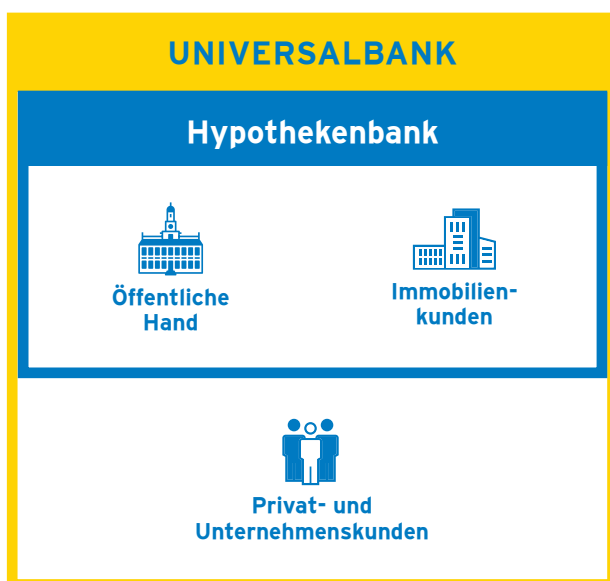 UNIVERSALBANK
Hypothekenbank
Öffentliche
Hand
Immobilien-
kunden
Privat- und
Unternehmenskunden